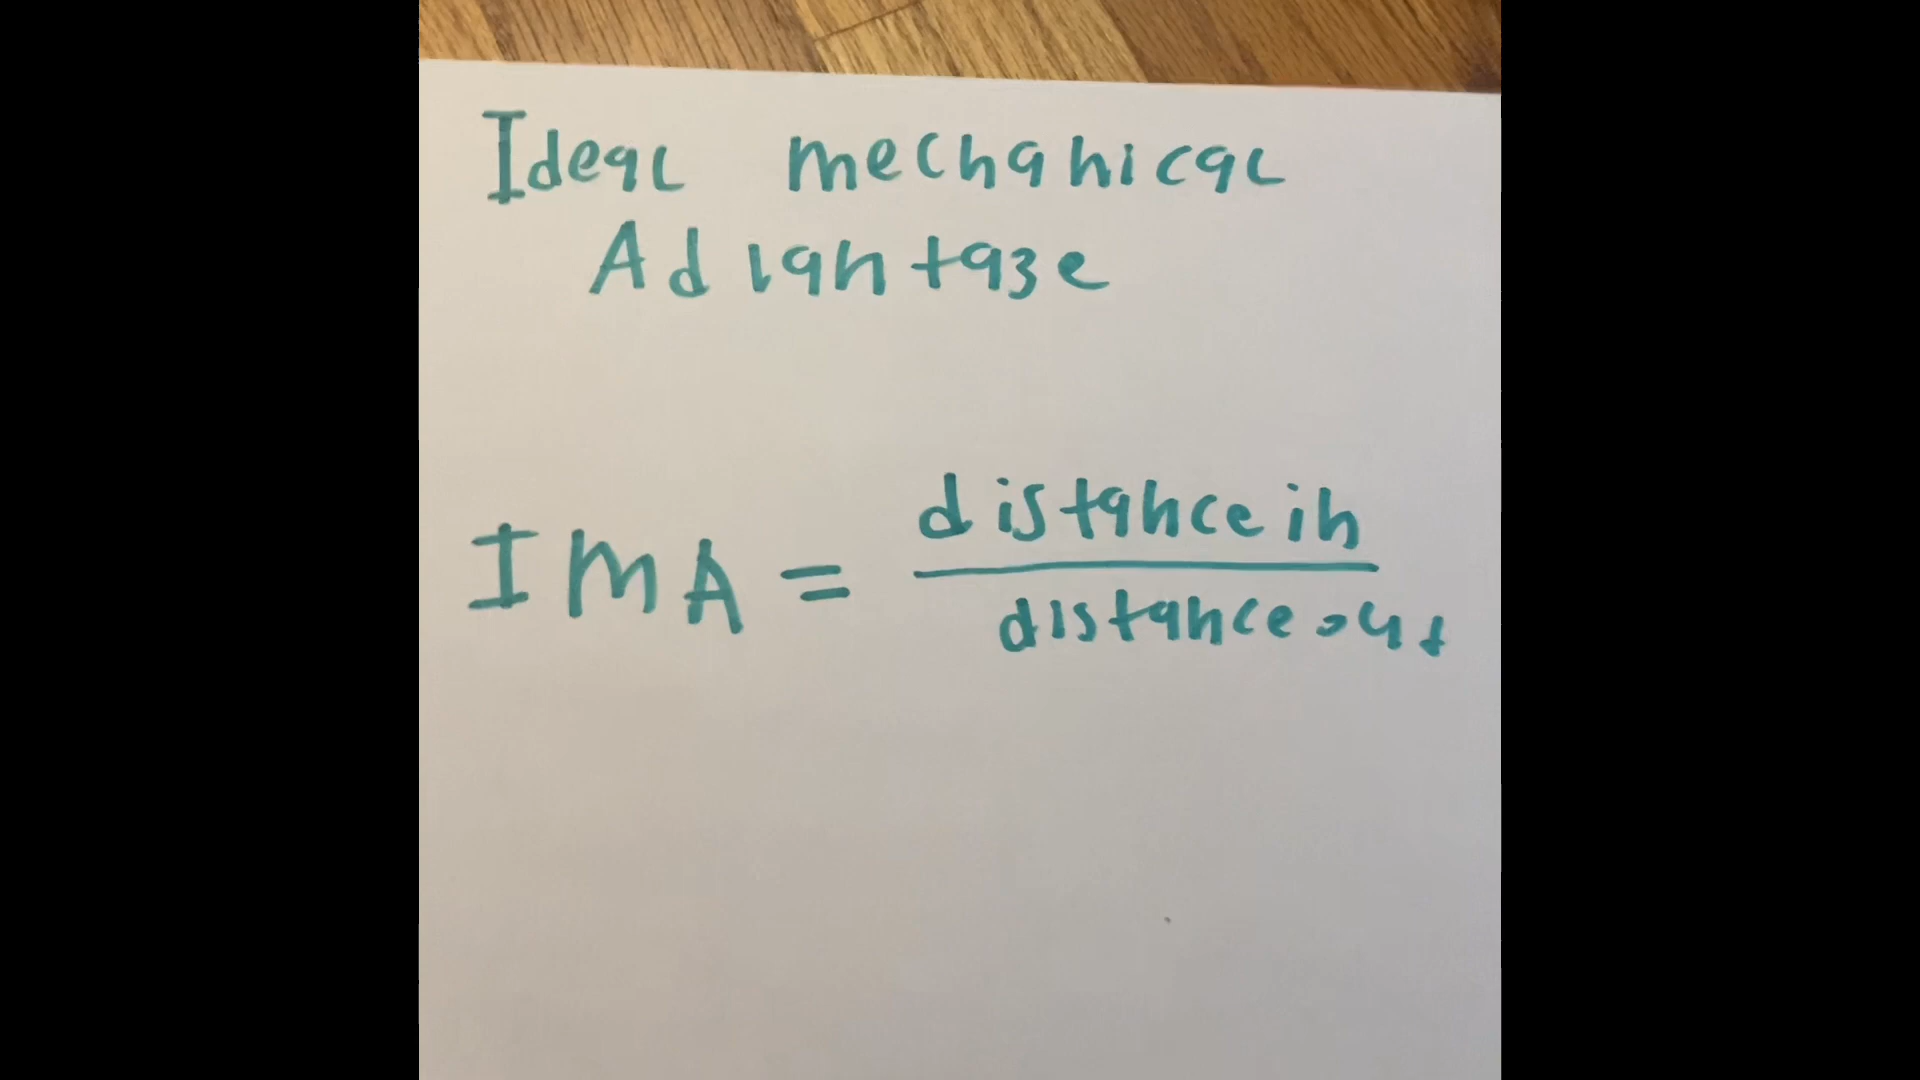 Ideal mechanical
Advantage
IMA = distance in
distance out